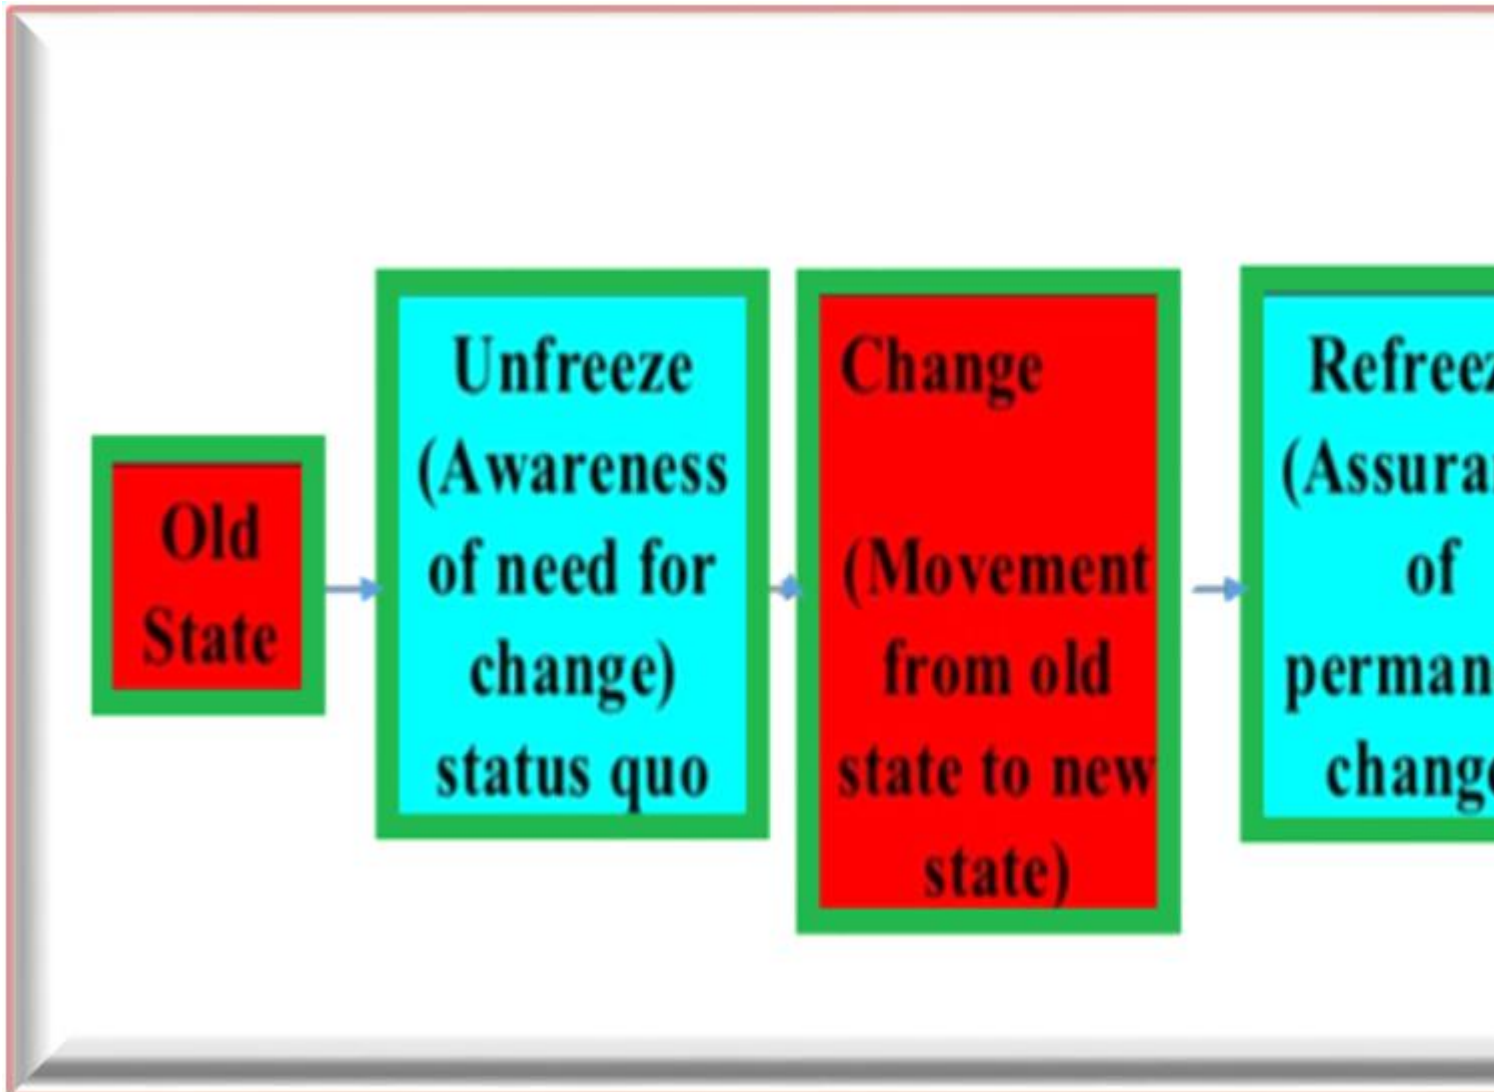 Old
State
Unfreeze
(Awareness
of need for
change)
status quo
Change
(Movement
from old
state to new
state)
of